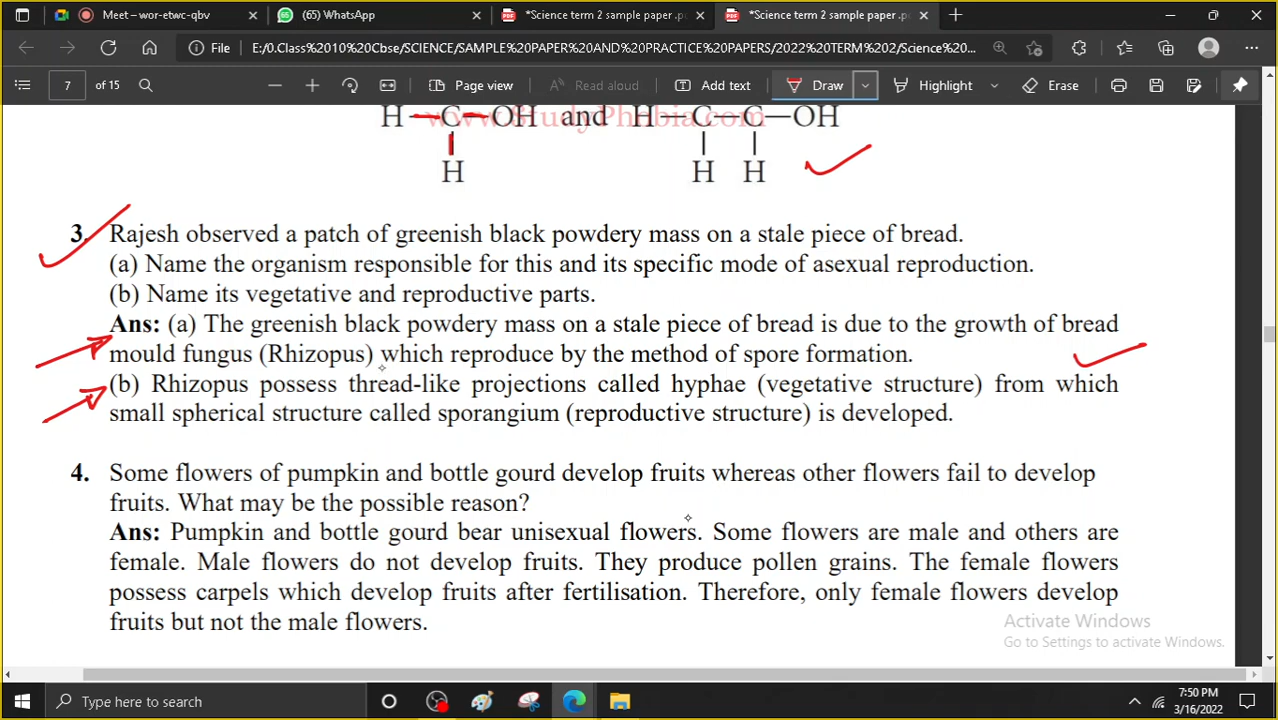 Meet – wor-etwc-qbv
(65) WhatsApp
*Science term 2 sample paper .po
*Science term 2 sample paper .po
File
E:/0.Class%2010%20Cbse/SCIENCE/SAMPLE%20PAPER%20AND%20PRACTICE%20PAPERS/2022%20TERM%202/Science%20...
7 of 15
Page view
Read aloud
Add text
Draw
Highlight
Erase
H C OH and H C C OH
www.StudyPhobia.com
H H H
3. Rajesh observed a patch of greenish black powdery mass on a stale piece of bread.
(a) Name the organism responsible for this and its specific mode of asexual reproduction.
(b) Name its vegetative and reproductive parts.
Ans: (a) The greenish black powdery mass on a stale piece of bread is due to the growth of bread
mould fungus (Rhizopus) which reproduce by the method of spore formation.
(b) Rhizopus possess thread-like projections called hyphae (vegetative structure) from which
small spherical structure called sporangium (reproductive structure) is developed.
4. Some flowers of pumpkin and bottle gourd develop fruits whereas other flowers fail to develop
fruits. What may be the possible reason?
Ans: Pumpkin and bottle gourd bear unisexual flowers. Some flowers are male and others are
female. Male flowers do not develop fruits. They produce pollen grains. The female flowers
possess carpels which develop fruits after fertilisation. Therefore, only female flowers develop
fruits but not the male flowers.
Activate Windows
Go to Settings to activate Windows.
Type here to search
7:50 PM
3/16/2022